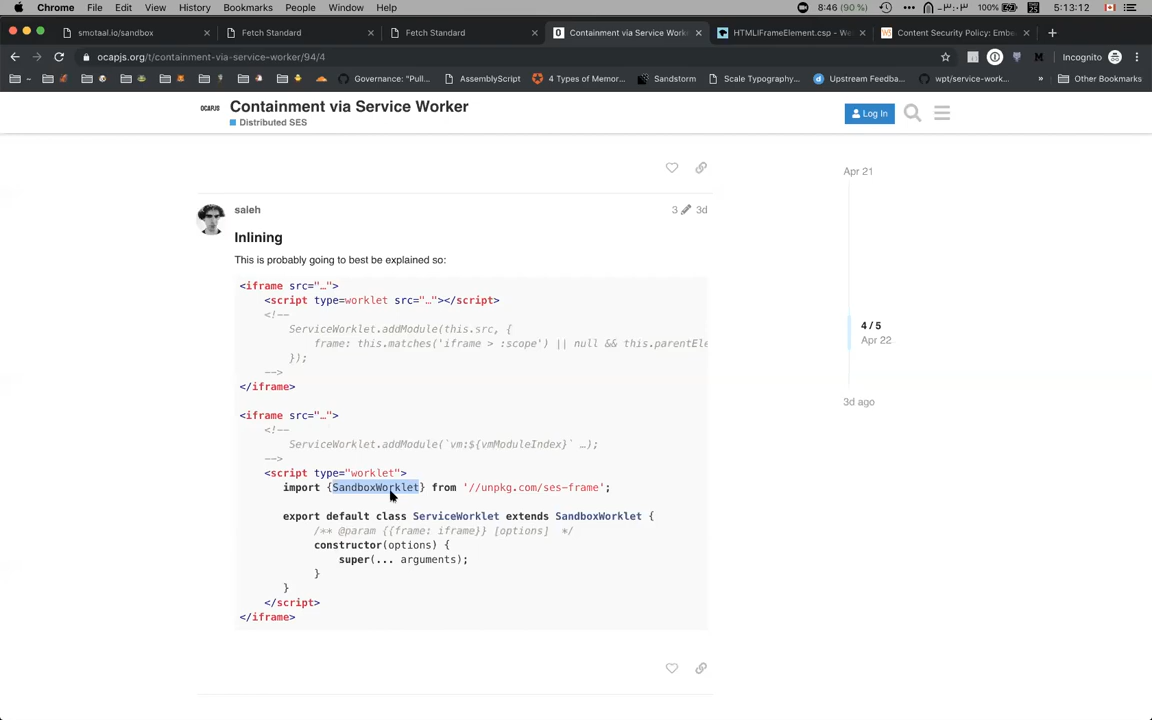 Chrome File Edit View History Bookmarks People Window Help 8:46 (90 %) 100% 5:13:12
smotaal.io/sandbox × Fetch Standard × Fetch Standard × Containment via Service Work × HTMLIFrameElement.csp - We × Content Security Policy: Embe × +
ocapjs.org/t/containment-via-service-worker/94/4 Incognito
Governance: "Pull... AssemblyScript 4 Types of Memor... Sandstorm Scale Typography... Upstream Feedba... wpt/service-work... » Other Bookmarks
OCAPJS Containment via Service Worker
Distributed SES
Log In
Apr 21
saleh 3 3d
Inlining
This is probably going to best be explained so:
<iframe src="…">
<script type=worklet src="…"></script>
<!--
ServiceWorklet.addModule(this.src, {
frame: this.matches('iframe > :scope') || null && this.parentEle
});
-->
</iframe>
4 / 5
Apr 22
3d ago
<iframe src="…">
<!--
ServiceWorklet.addModule(`vm:${vmModuleIndex}` …);
-->
<script type="worklet">
import {SandboxWorklet} from '//unpkg.com/ses-frame';
export default class ServiceWorklet extends SandboxWorklet {
/** @param {{frame: iframe}} [options] */
constructor(options) {
super(... arguments);
}
}
</script>
</iframe>